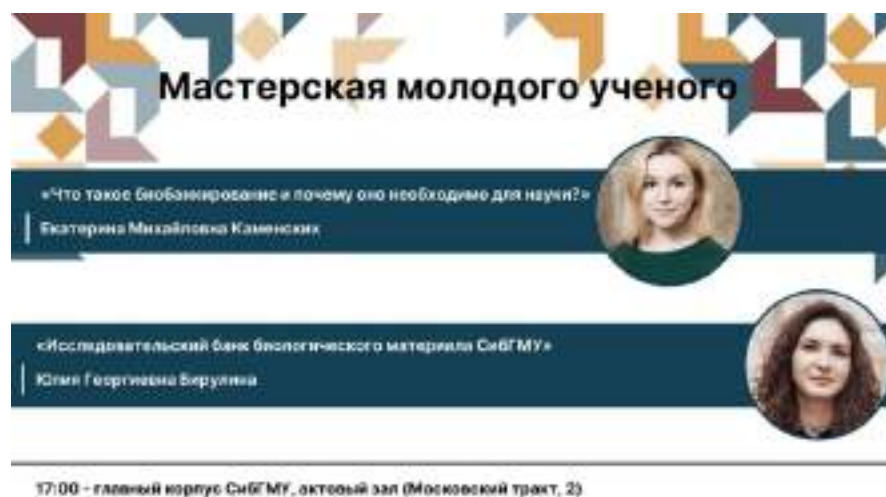 Мастерская молодого ученого
«Что такое биобанкирование и почему оно необходимо для науки?»
Екатерина Михайловна Каменских
«Исследовательский банк биологического материала СибГМУ»
Юлия Георгиевна Бирулина
17:00 - главный корпус СибГМУ, актовый зал (Московский тракт, 2)